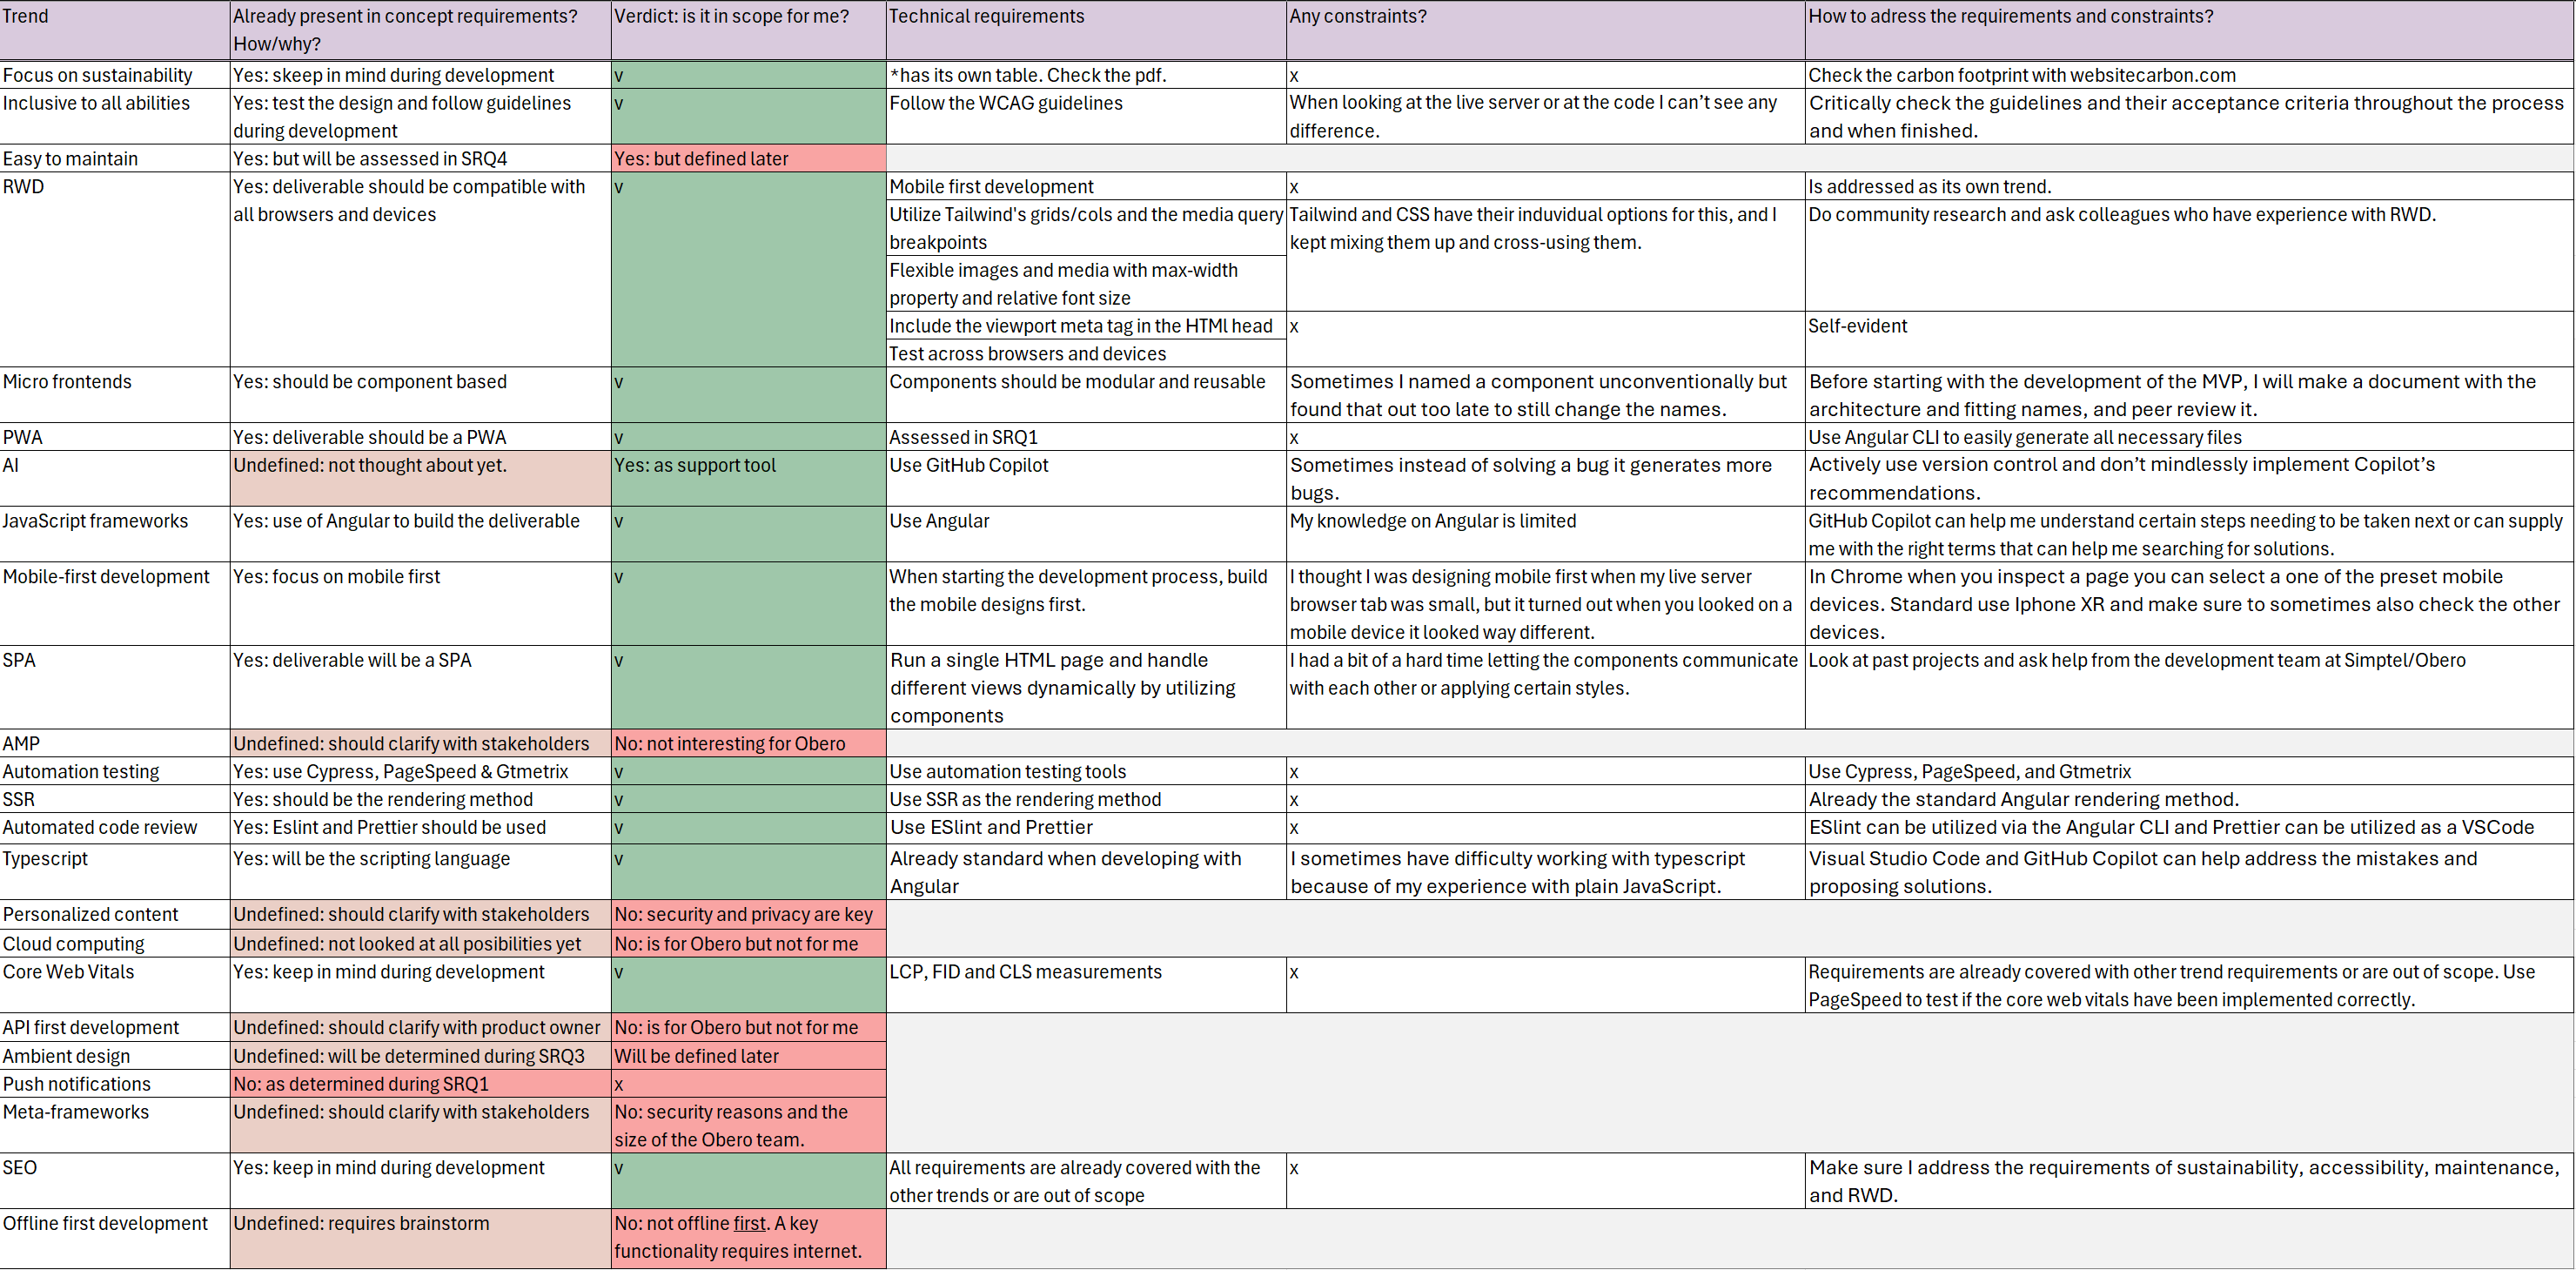 Trend
Already present in concept requirements?
How/why?
Verdict: is it in scope for me?
Technical requirements
Any constraints?
How to adress the requirements and constraints?
Focus on sustainability
Yes: skeep in mind during development
v
*has its own table. Check the pdf.
x
Check the carbon footprint with websitecarbon.com
Inclusive to all abilities
Yes: test the design and follow guidelines
during development
v
Follow the WCAG guidelines
When looking at the live server or at the code I can't see any
difference.
Critically check the guidelines and their acceptance criteria throughout the process
and when finished.
Easy to maintain
Yes: but will be assessed in SRQ4
Yes: but defined later
RWD
Yes: deliverable should be compatible with
all browsers and devices
v
Mobile first development
x
Is addressed as its own trend.
Utilize Tailwind's grids/cols and the media query
breakpoints
Tailwind and CSS have their induvidual options for this, and I
kept mixing them up and cross-using them.
Do community research and ask colleagues who have experience with RWD.
Flexible images and media with max-width
property and relative font size
Include the viewport meta tag in the HTMl head
x
Self-evident
Test across browsers and devices
Micro frontends
Yes: should be component based
v
Components should be modular and reusable
Sometimes I named a component unconventionally but
found that out too late to still change the names.
Before starting with the development of the MVP, I will make a document with the
architecture and fitting names, and peer review it.
PWA
Yes: deliverable should be a PWA
v
Assessed in SRQ1
x
Use Angular CLI to easily generate all necessary files
AI
Undefined: not thought about yet.
Yes: as support tool
Use GitHub Copilot
Sometimes instead of solving a bug it generates more
bugs.
Actively use version control and don't mindlessly implement Copilot's
recommendations.
JavaScript frameworks
Yes: use of Angular to build the deliverable
v
Use Angular
My knowledge on Angular is limited
GitHub Copilot can help me understand certain steps needing to be taken next or can supply
me with the right terms that can help me searching for solutions.
Mobile-first development
Yes: focus on mobile first
v
When starting the development process, build
the mobile designs first.
I thought I was designing mobile first when my live server
browser tab was small, but it turned out when you looked on a
mobile device it looked way different.
In Chrome when you inspect a page you can select a one of the preset mobile
devices. Standard use Iphone XR and make sure to sometimes also check the other
devices.
SPA
Yes: deliverable will be a SPA
v
Run a single HTML page and handle
different views dynamically by utilizing
components
I had a bit of a hard time letting the components communicate
with each other or applying certain styles.
Look at past projects and ask help from the development team at Simptel/Obero
AMP
Undefined: should clarify with stakeholders
No: not interesting for Obero
Automation testing
Yes: use Cypress, PageSpeed & Gtmetrix
v
Use automation testing tools
x
Use Cypress, PageSpeed, and Gtmetrix
SSR
Yes: should be the rendering method
v
Use SSR as the rendering method
x
Already the standard Angular rendering method.
Automated code review
Yes: Eslint and Prettier should be used
v
Use ESlint and Prettier
x
ESlint can be utilized via the Angular CLI and Prettier can be utilized as a VSCode
Typescript
Yes: will be the scripting language
v
Already standard when developing with
Angular
I sometimes have difficulty working with typescript
because of my experience with plain JavaScript.
Visual Studio Code and GitHub Copilot can help address the mistakes and
proposing solutions.
Personalized content
Undefined: should clarify with stakeholders
No: security and privacy are key
Cloud computing
Undefined: not looked at all posibilities yet
No: is for Obero but not for me
Core Web Vitals
Yes: keep in mind during development
v
LCP, FID and CLS measurements
x
Requirements are already covered with other trend requirements or are out of scope. Use
PageSpeed to test if the core web vitals have been implemented correctly.
API first development
Undefined: should clarify with product owner
No: is for Obero but not for me
Ambient design
Undefined: will be determined during SRQ3
Will be defined later
Push notifications
No: as determined during SRQ1
x
Meta-frameworks
Undefined: should clarify with stakeholders
No: security reasons and the
size of the Obero team.
SEO
Yes: keep in mind during development
v
All requirements are already covered with the
other trends or are out of scope
x
Make sure I address the requirements of sustainability, accessibility, maintenance,
and RWD.
Offline first development
Undefined: requires brainstorm
No: not offline first. A key
functionality requires internet.